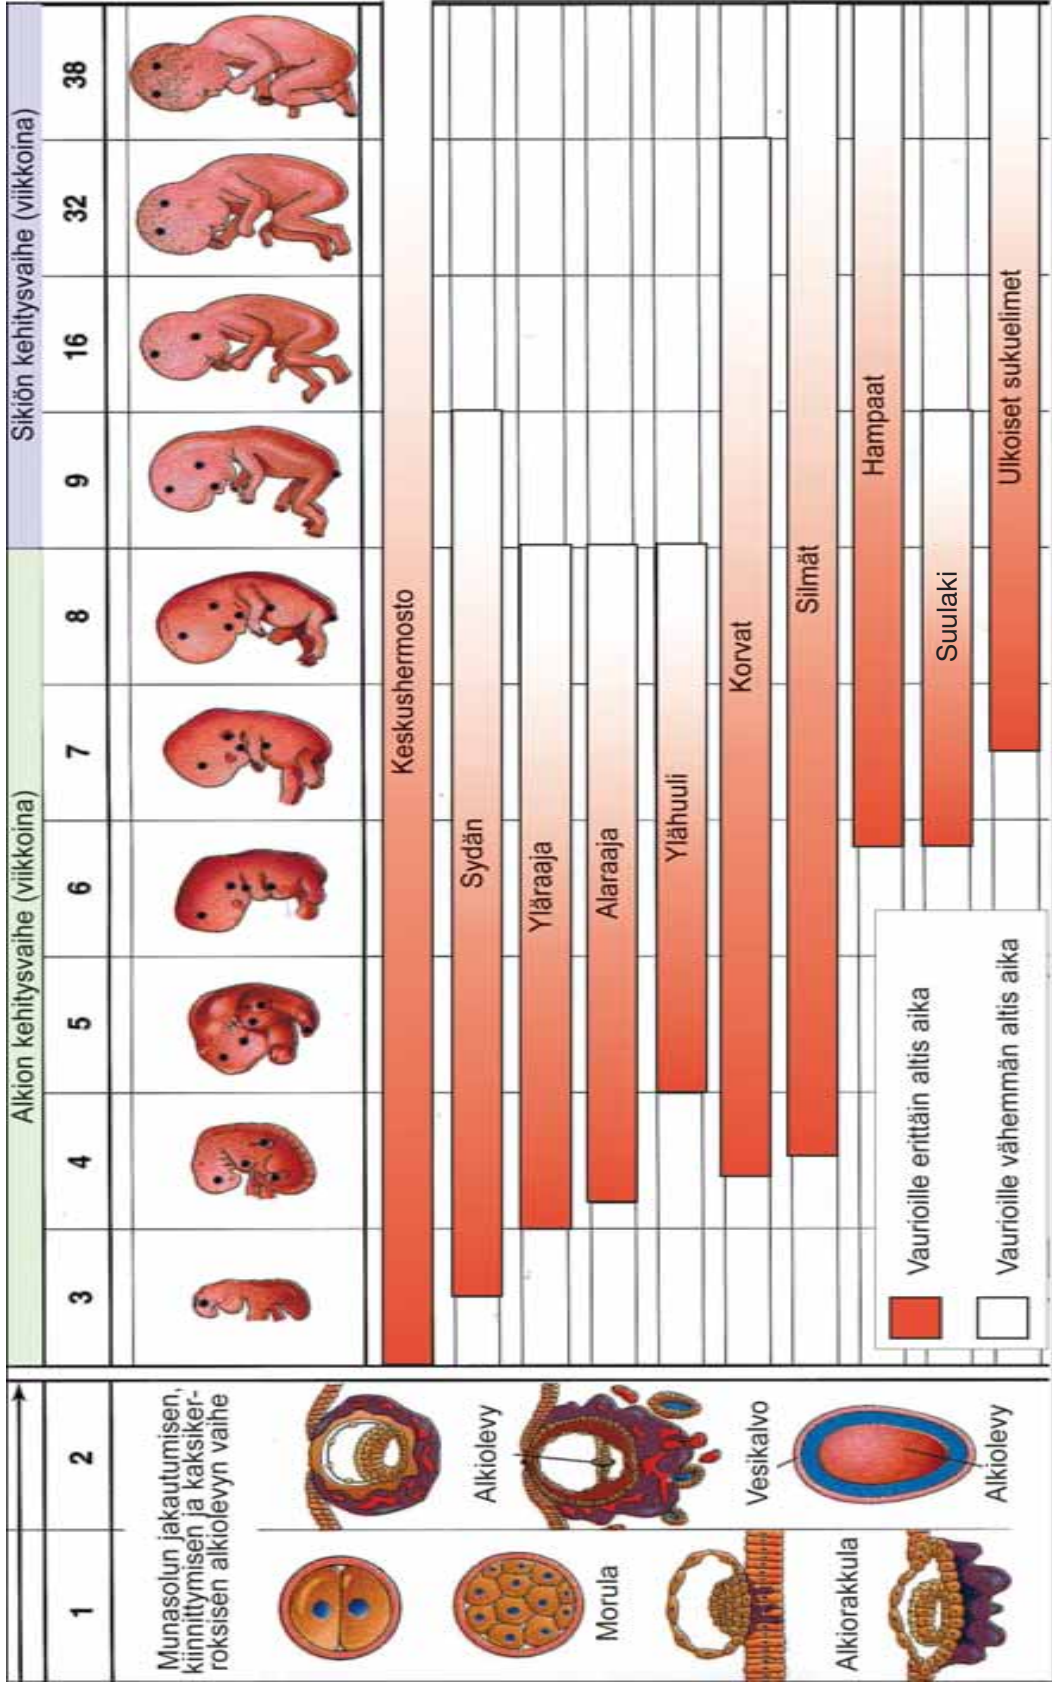 Alkion kehitysvaihe (viikkoina)
Sikiön kehitysvaihe (viikkoina)
1
2
3
4
5
6
7
8
9
16
32
38
Munasolun jakautumisen,
kiinnittymisen ja kaksiker-
roksisen alkiolevyn vaihe
Morula
Alkiorakkula
Alkiolevy
Vesikalvo
Alkiolevy
Keskushermosto
Sydän
Yläraaja
Alaraaja
Ylähuuli
Korvat
Silmät
Hampaat
Suulaki
Ulkoiset sukuelimet
Vaurioille erittäin altis aika
Vaurioille vähemmän altis aika